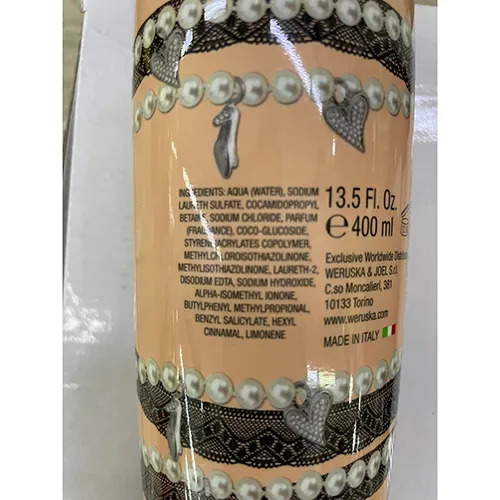 INGREDIENTS: AQUA (WATER), SODIUM
LAURETH SULFATE, COCAMIDOPROPYL
BETAINE, SODIUM CHLORIDE, PARFUM
(FRAGRANCE), COCO-GLUCOSIDE,
STYRENE/ACRYLATES COPOLYMER,
METHYLCHLOROISOTHIAZOLINONE,
METHYLISOTHIAZOLINONE, LAURETH-2,
DISODIUM EDTA, SODIUM HYDROXIDE,
ALPHA-ISOMETHYL IONONE,
BUTYLPHENYL METHYLPROPIONAL,
BENZYL SALICYLATE, HEXYL
CINNAMAL, LIMONENE
13.5 Fl. Oz.
℮ 400 ml
Exclusive Worldwide
WERUSKA & JOEL S.r.l.
C.so Moncalieri, 381
10133 Torino
www.weruska.com
MADE IN ITALY